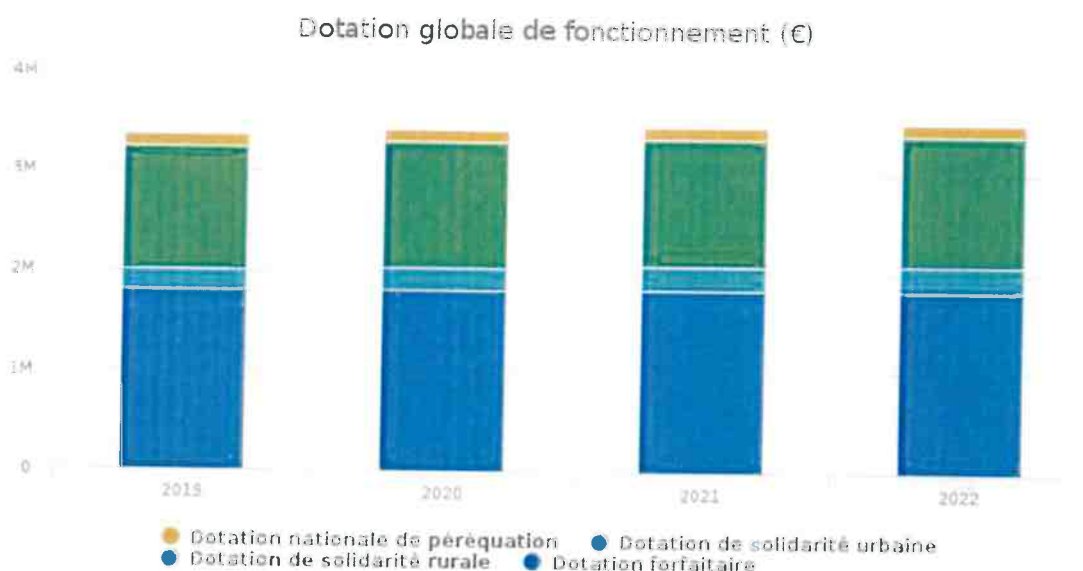 Dotation globale de fonctionnement (€)
4M
3M
2M
1M
0
2019 2020 2021 2022
Dotation nationale de péréquation Dotation de solidarité urbaine
Dotation de solidarité rurale Dotation forfaitaire